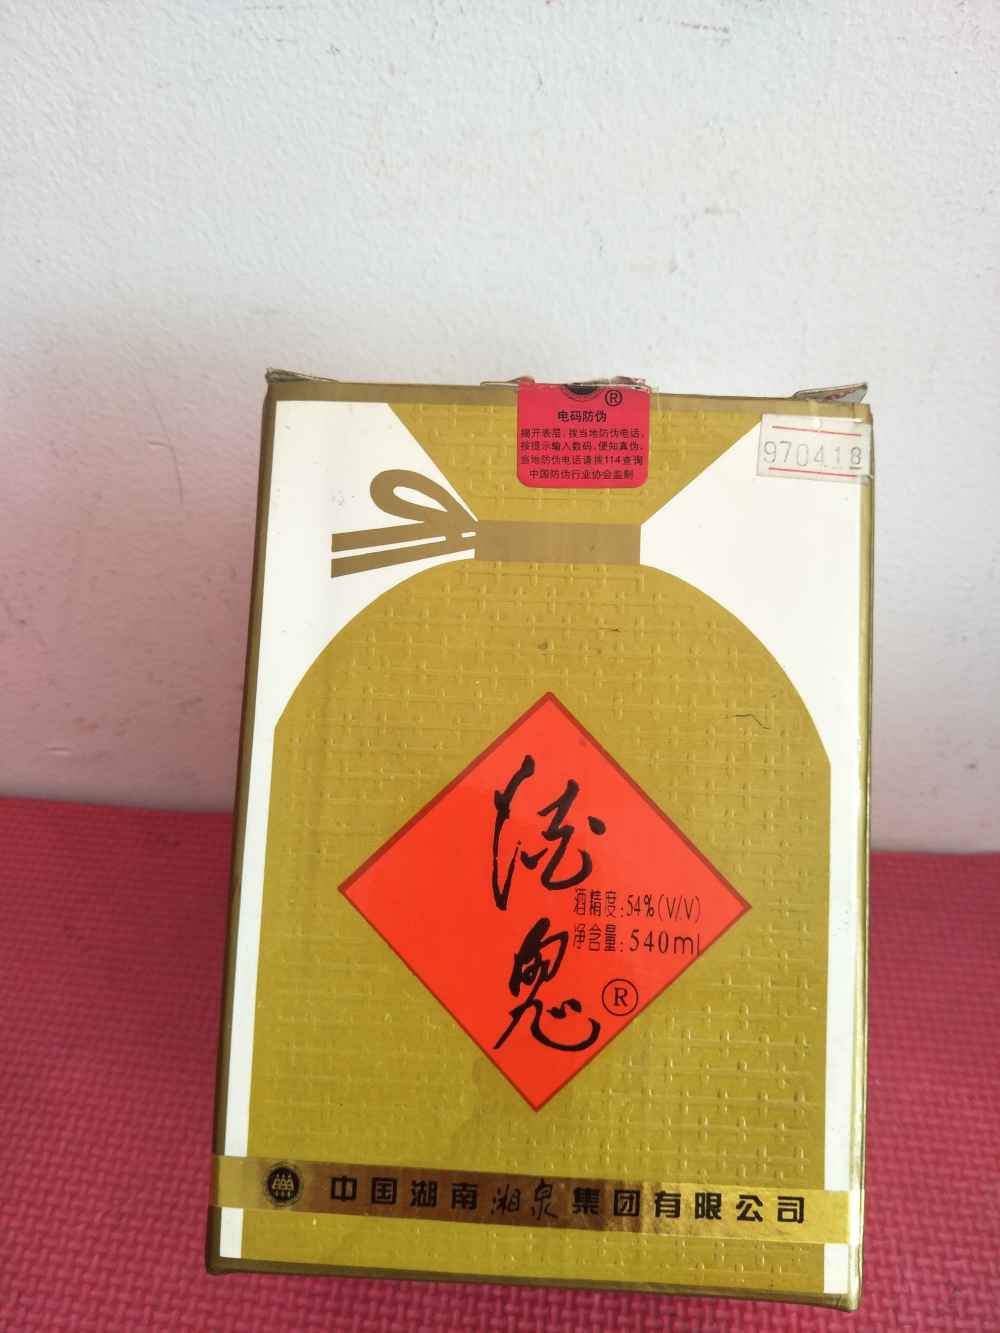 ®
电码防伪
揭开表层，拨当地防伪电话，
按提示输入数码，便知真伪。
当地防伪电话请拨114查询
中国防伪行业协会监制
970418
酒鬼®
酒精度:54%(V/V)
净含量:540ml
中国湖南湘泉集团有限公司